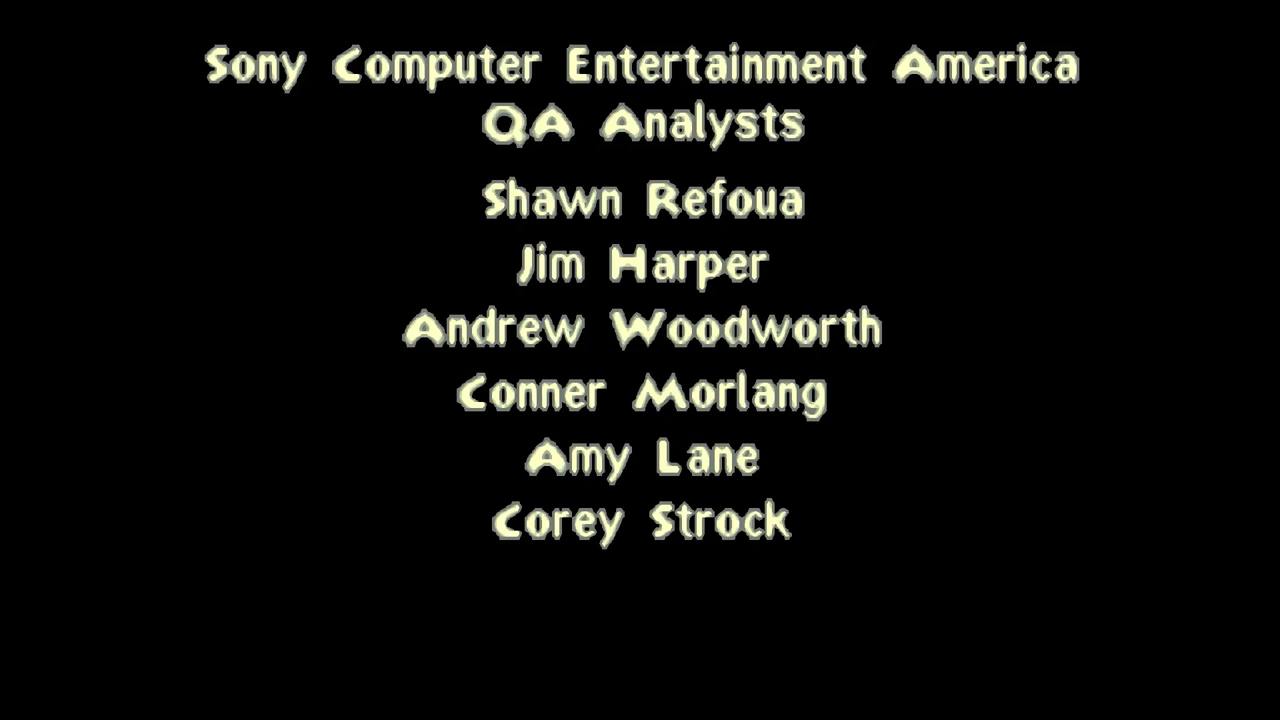 Sony Computer Entertainment America
QA Analysts
Shawn Refoua
Jim Harper
Andrew Woodworth
Conner Morlang
Amy Lane
Corey Strock